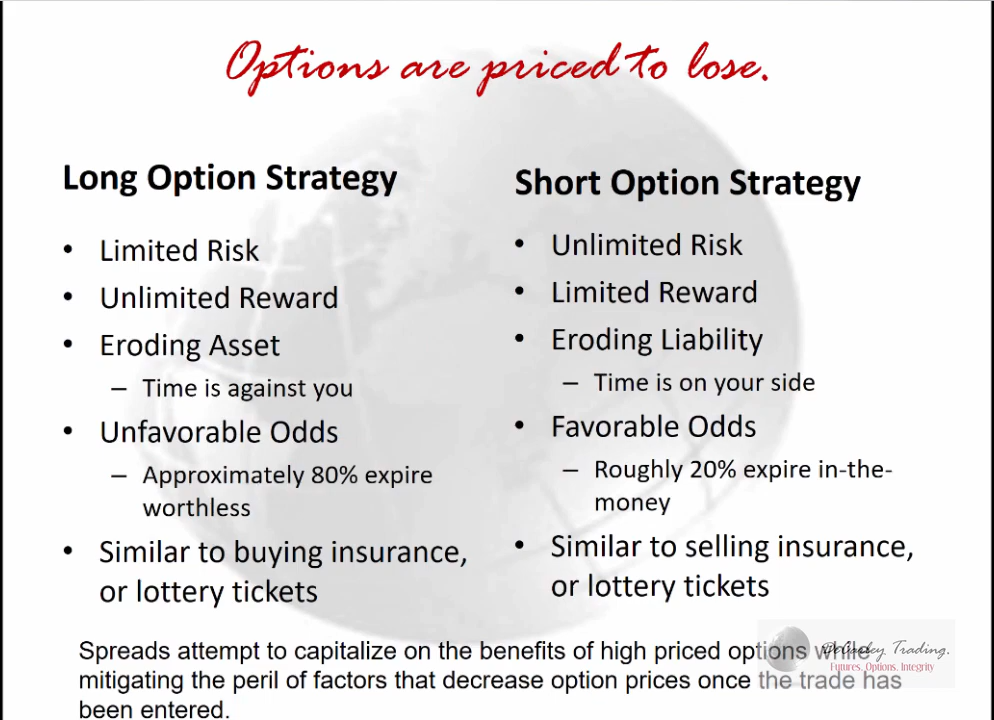 Options are priced to lose.
Long Option Strategy
• Limited Risk
• Unlimited Reward
• Eroding Asset
– Time is against you
• Unfavorable Odds
– Approximately 80% expire
worthless
• Similar to buying insurance,
or lottery tickets
Short Option Strategy
• Unlimited Risk
• Limited Reward
• Eroding Liability
– Time is on your side
• Favorable Odds
– Roughly 20% expire in-the-
money
• Similar to selling insurance,
or lottery tickets
Spreads attempt to capitalize on the benefits of high priced options while
mitigating the peril of factors that decrease option prices once the trade has
been entered.
DeCarley Trading.
Futures. Options. Integrity